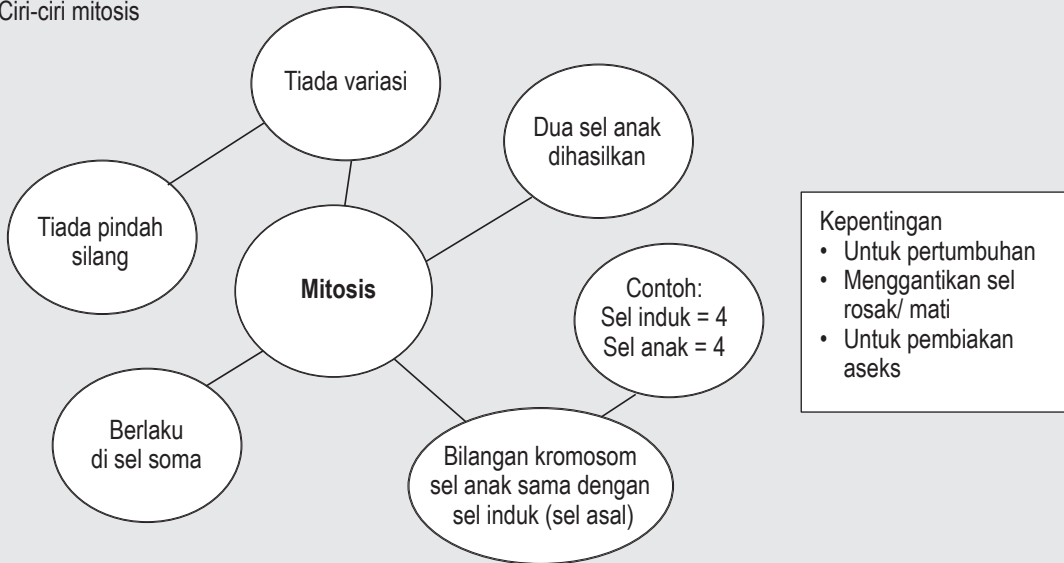 Ciri-ciri mitosis
Tiada variasi
Dua sel anak
dihasilkan
Tiada pindah
silang
Mitosis
Contoh:
Sel induk = 4
Sel anak = 4
Berlaku
di sel soma
Bilangan kromosom
sel anak sama dengan
sel induk (sel asal)
Kepentingan
• Untuk pertumbuhan
• Menggantikan sel
rosak/ mati
• Untuk pembiakan
aseks